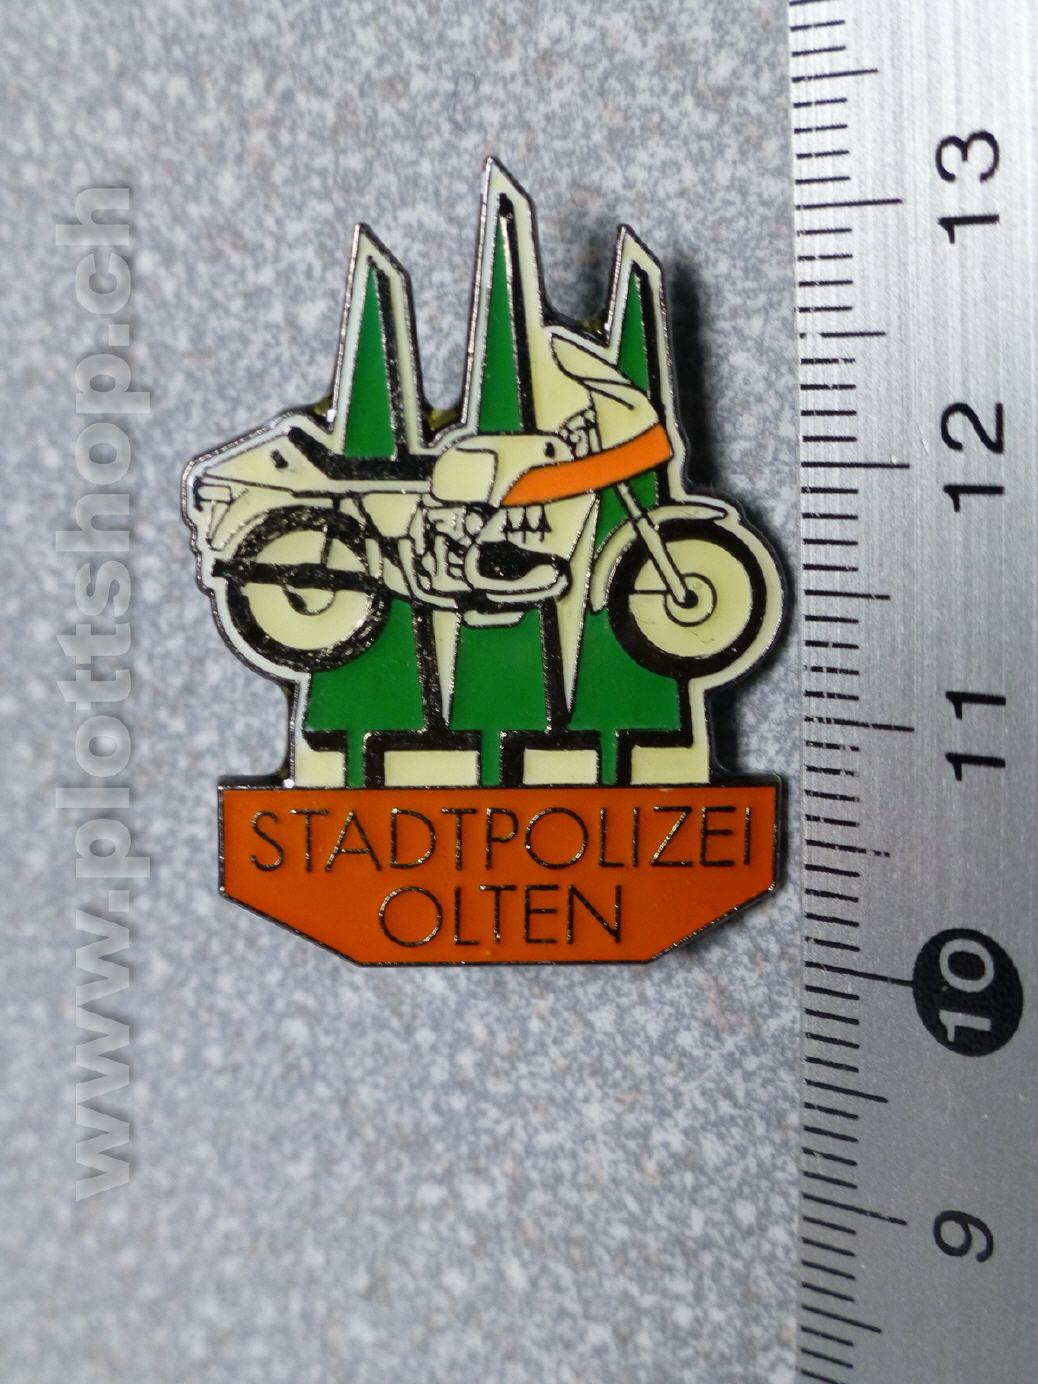 STADTPOLIZEI
OLTEN
www.plottshop.ch
13
12
11
10
9